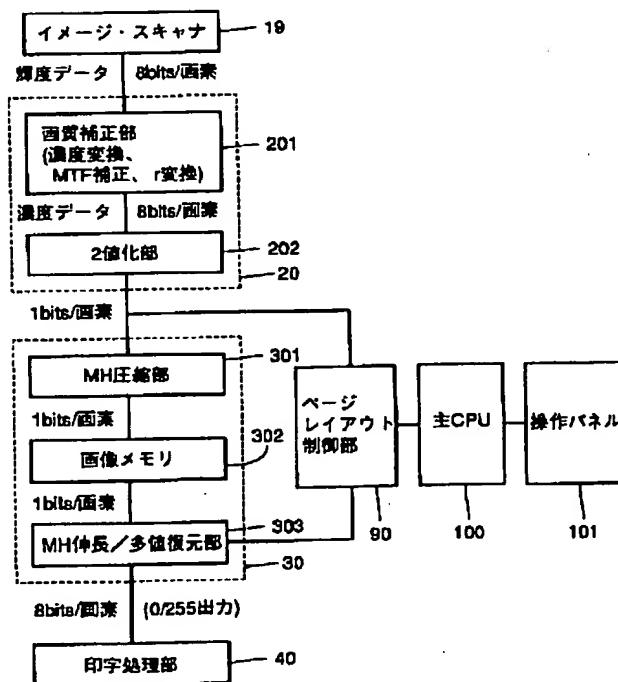 イメージ・スキャナ
19
輝度データ 8bits/画素
画質補正部
(濃度変換、
MTF補正、r変換)
201
濃度データ 8bits/画素
2値化部
202
20
1bits/画素
MH圧縮部
301
1bits/画素
画像メモリ
302
1bits/画素
MH伸長/多値復元部
303
30
ページ
レイアウト
制御部
90
主CPU
100
操作パネル
101
8bits/画素 (0/255出力)
印字処理部
40